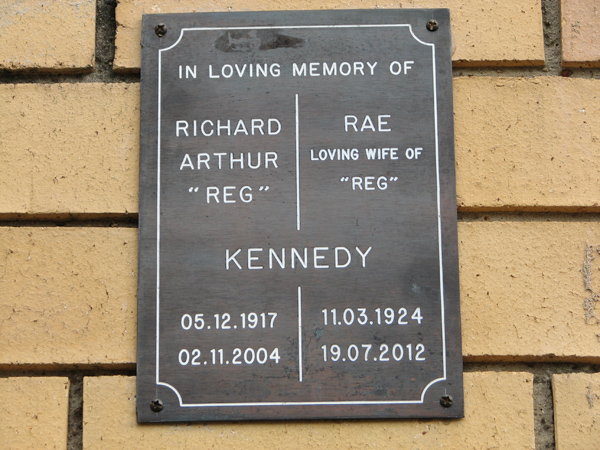 IN LOVING MEMORY OF
RICHARD
ARTHUR
"REG"
RAE
LOVING WIFE OF
"REG"
KENNEDY
05.12.1917
02.11.2004
11.03.1924
19.07.2012